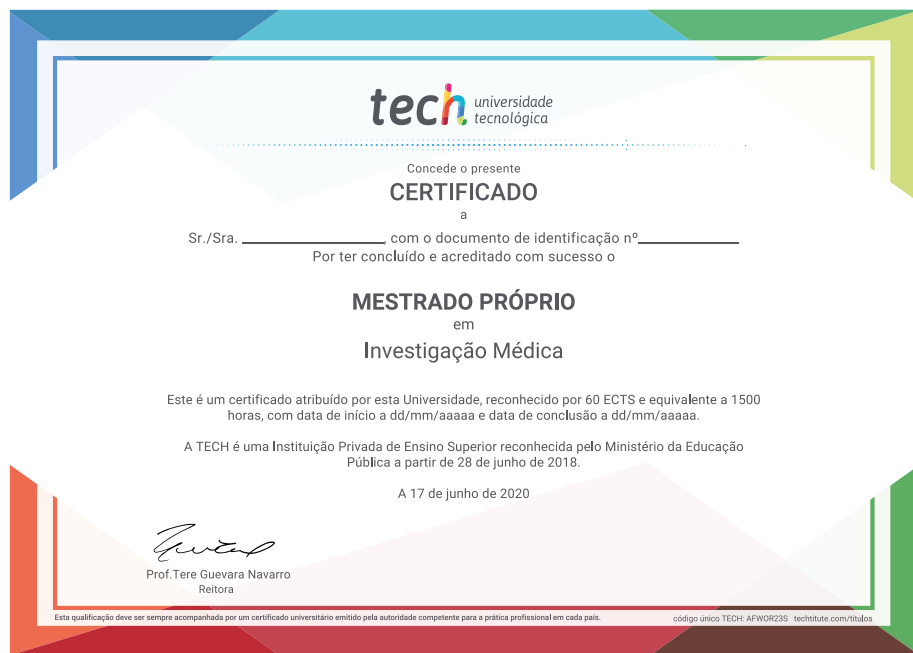 tech universidade
tecnológica
Concede o presente
CERTIFICADO
a
Sr./Sra. ________________, com o documento de identificação nº____________
Por ter concluído e acreditado com sucesso o
MESTRADO PRÓPRIO
em
Investigação Médica
Este é um certificado atribuído por esta Universidade, reconhecido por 60 ECTS e equivalente a 1500
horas, com data de início a dd/mm/aaaaa e data de conclusão a dd/mm/aaaaa.
A TECH é uma Instituição Privada de Ensino Superior reconhecida pelo Ministério da Educação
Pública a partir de 28 de junho de 2018.
A 17 de junho de 2020
Prof.Tere Guevara Navarro
Reitora
Esta qualificação deve ser sempre acompanhada por um certificado universitário emitido pela autoridade competente para a prática profissional em cada país.
código único TECH: AFWOR23S techtitute.com/titulos